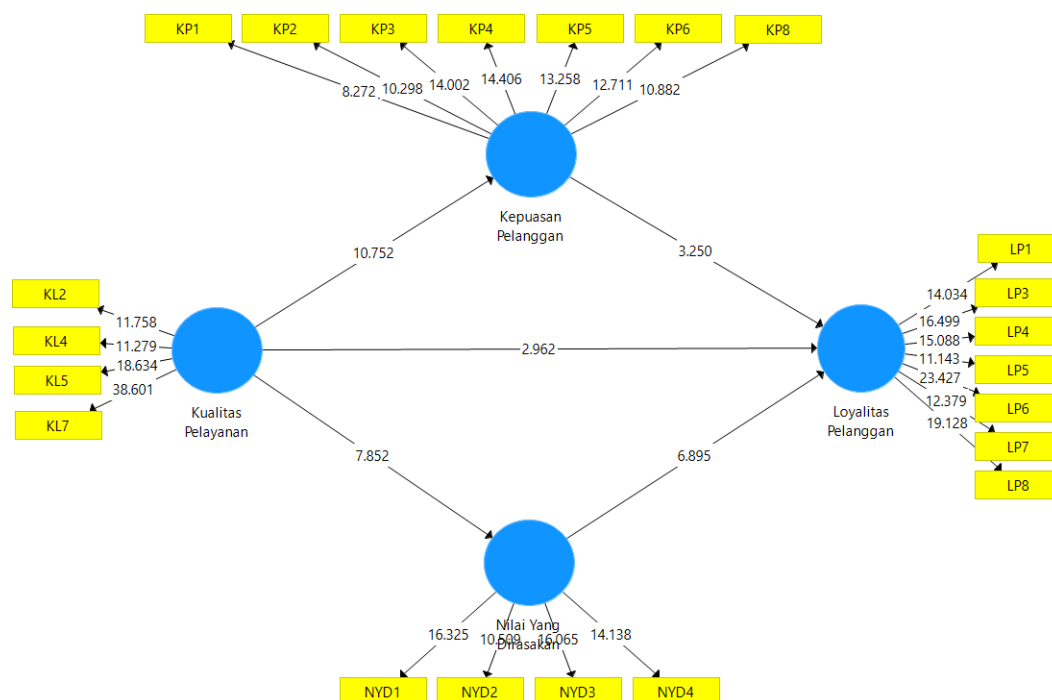 KP1
KP2
KP3
KP4
KP5
KP6
KP8
8.272
10.298
14.002
14.406
13.258
12.711
10.882
Kepuasan
Pelanggan
10.752
3.250
KL2
KL4
KL5
KL7
11.758
11.279
18.634
38.601
Kualitas
Pelayanan
2.962
LP1
LP3
LP4
LP5
LP6
LP7
LP8
14.034
16.499
15.088
11.143
23.427
12.379
19.128
Loyalitas
Pelanggan
7.852
6.895
Nilai Yang
Dirasakan
16.325
10.509
16.065
14.138
NYD1
NYD2
NYD3
NYD4